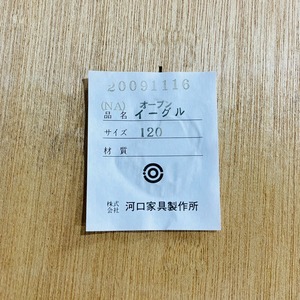 20091116
(NA) オープン
品名 イーグル
サイズ 120
材質
株式会社 河口家具製作所